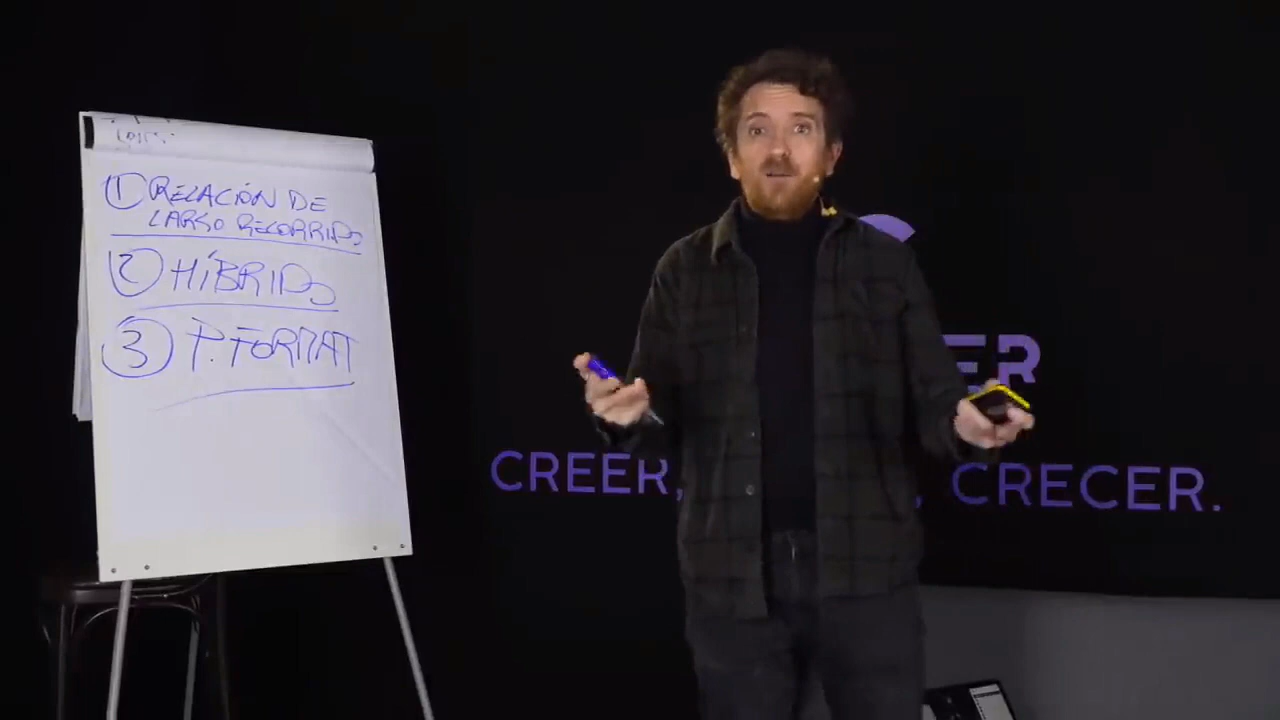 ① RELACIÓN DE
LARGO RECORRIDO
② HÍBRIDO
③ P. FORMAT
ER
CREER, , CRECER.